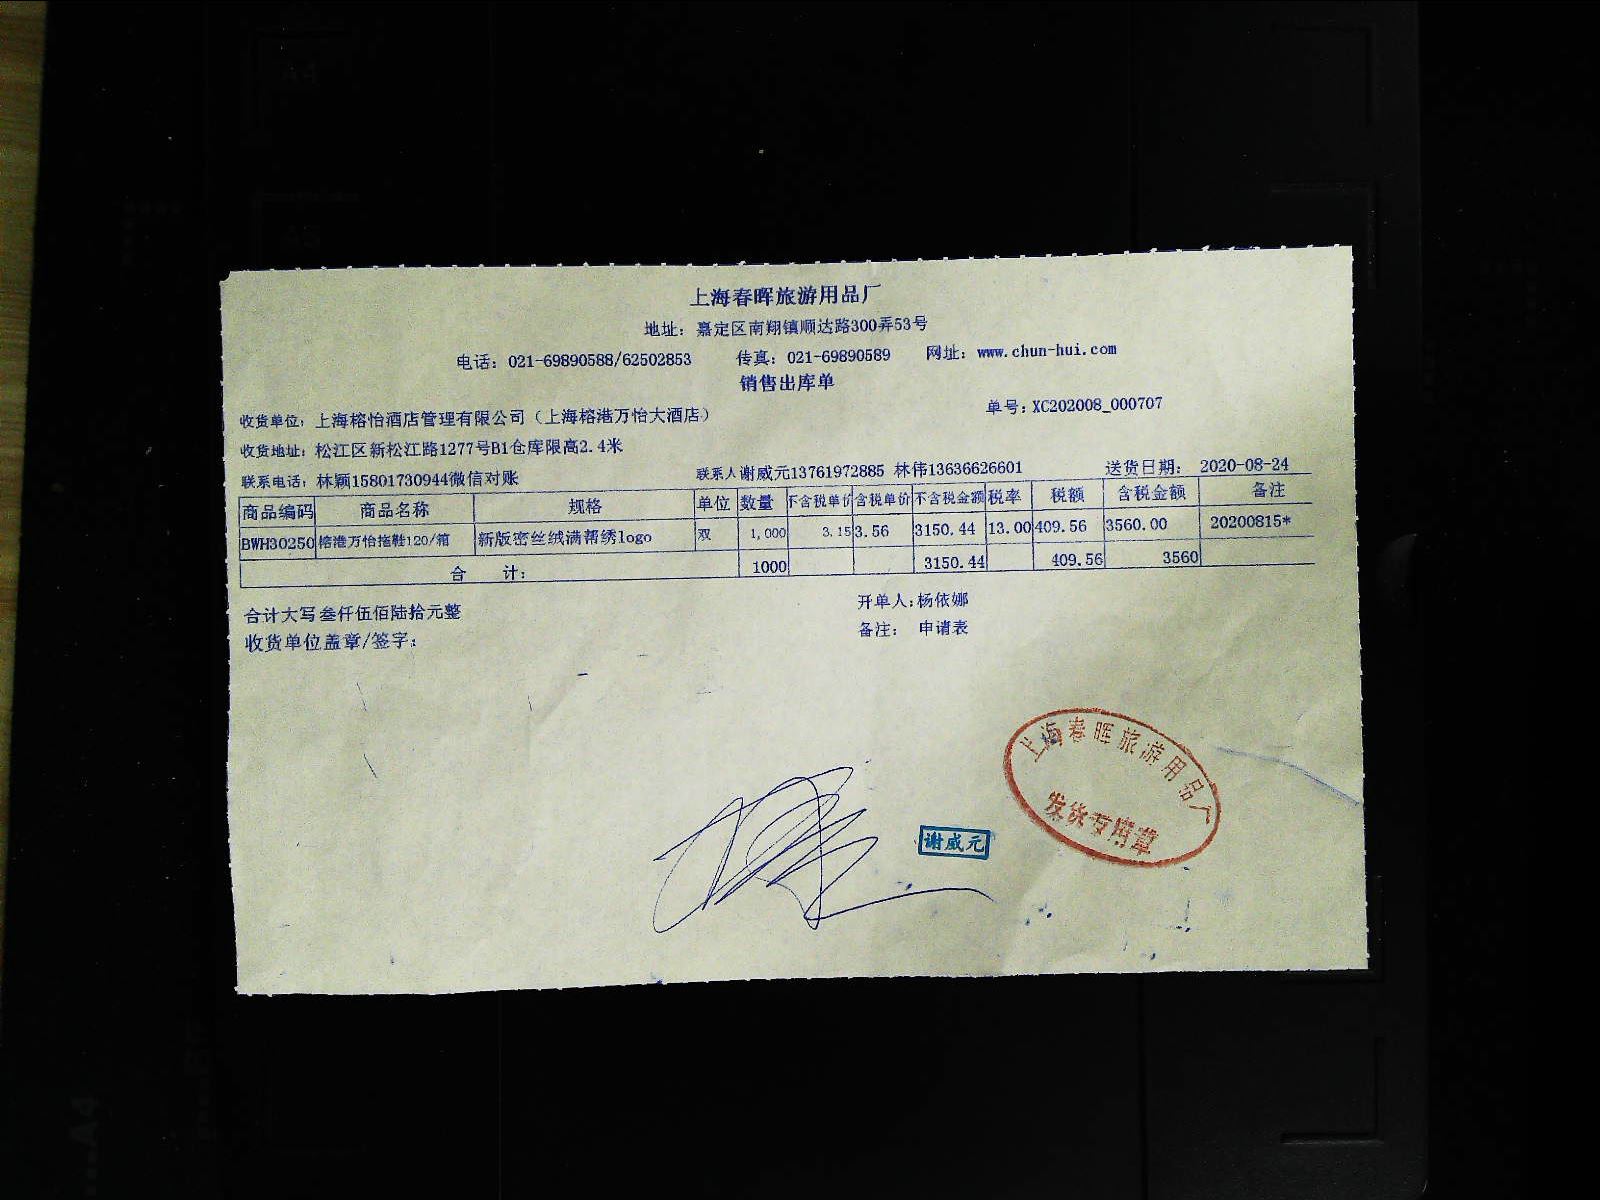 上海春晖旅游用品厂
地址：嘉定区南翔镇顺达路300弄53号
电话：021-69890588/62502853 传真：021-69890589 网址：www.chun-hui.com
销售出库单
收货单位：上海榕怡酒店管理有限公司（上海榕港万怡大酒店） 单号：XC202008_000707
收货地址：松江区新松江路1277号B1仓库限高2.4米
联系电话：林颖15801730944微信对账 联系人谢威元13761972885 林伟13636626601 送货日期：2020-08-24
商品编码 商品名称 规格 单位 数量 不含税单价 含税单价 不含税金额 税率 税额 含税金额 备注
BWH30250 榕港万怡拖鞋120/箱 新版密丝绒满帮绣logo 双 1,000 3.15 3.56 3150.44 13.00 409.56 3560.00 20200815*
合 计： 1000 3150.44 409.56 3560
合计大写叁仟伍佰陆拾元整 开单人：杨依娜
收货单位盖章/签字： 备注： 申请表
上海春晖旅游用品厂
发货专用章
谢威元
A4